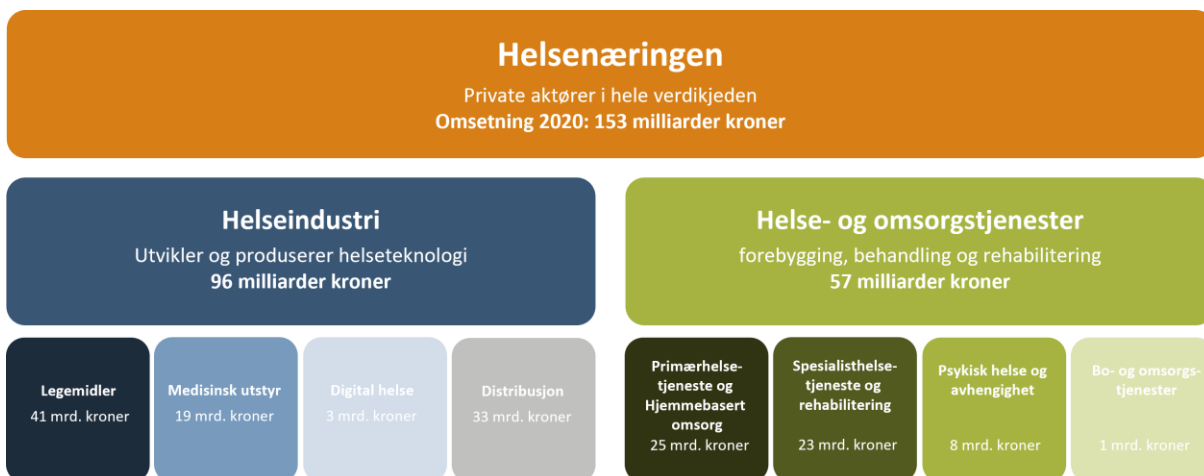 Helsenæringen
Private aktører i hele verdikjeden
Omsetning 2020: 153 milliarder kroner
Helseindustri
Utvikler og produserer helseteknologi
96 milliarder kroner
Helse- og omsorgstjenester
forebygging, behandling og rehabilitering
57 milliarder kroner
Legemidler
41 mrd. kroner
Medisinsk utstyr
19 mrd. kroner
Digital helse
3 mrd. kroner
Distribusjon
33 mrd. kroner
Primærhelse-
tjeneste og
Hjemmebasert
omsorg
25 mrd. kroner
Spesialisthelse-
tjeneste og
rehabilitering
23 mrd. kroner
Psykisk helse og
avhengighet
8 mrd. kroner
Bo- og omsorgs-
tjenester
1 mrd. kroner